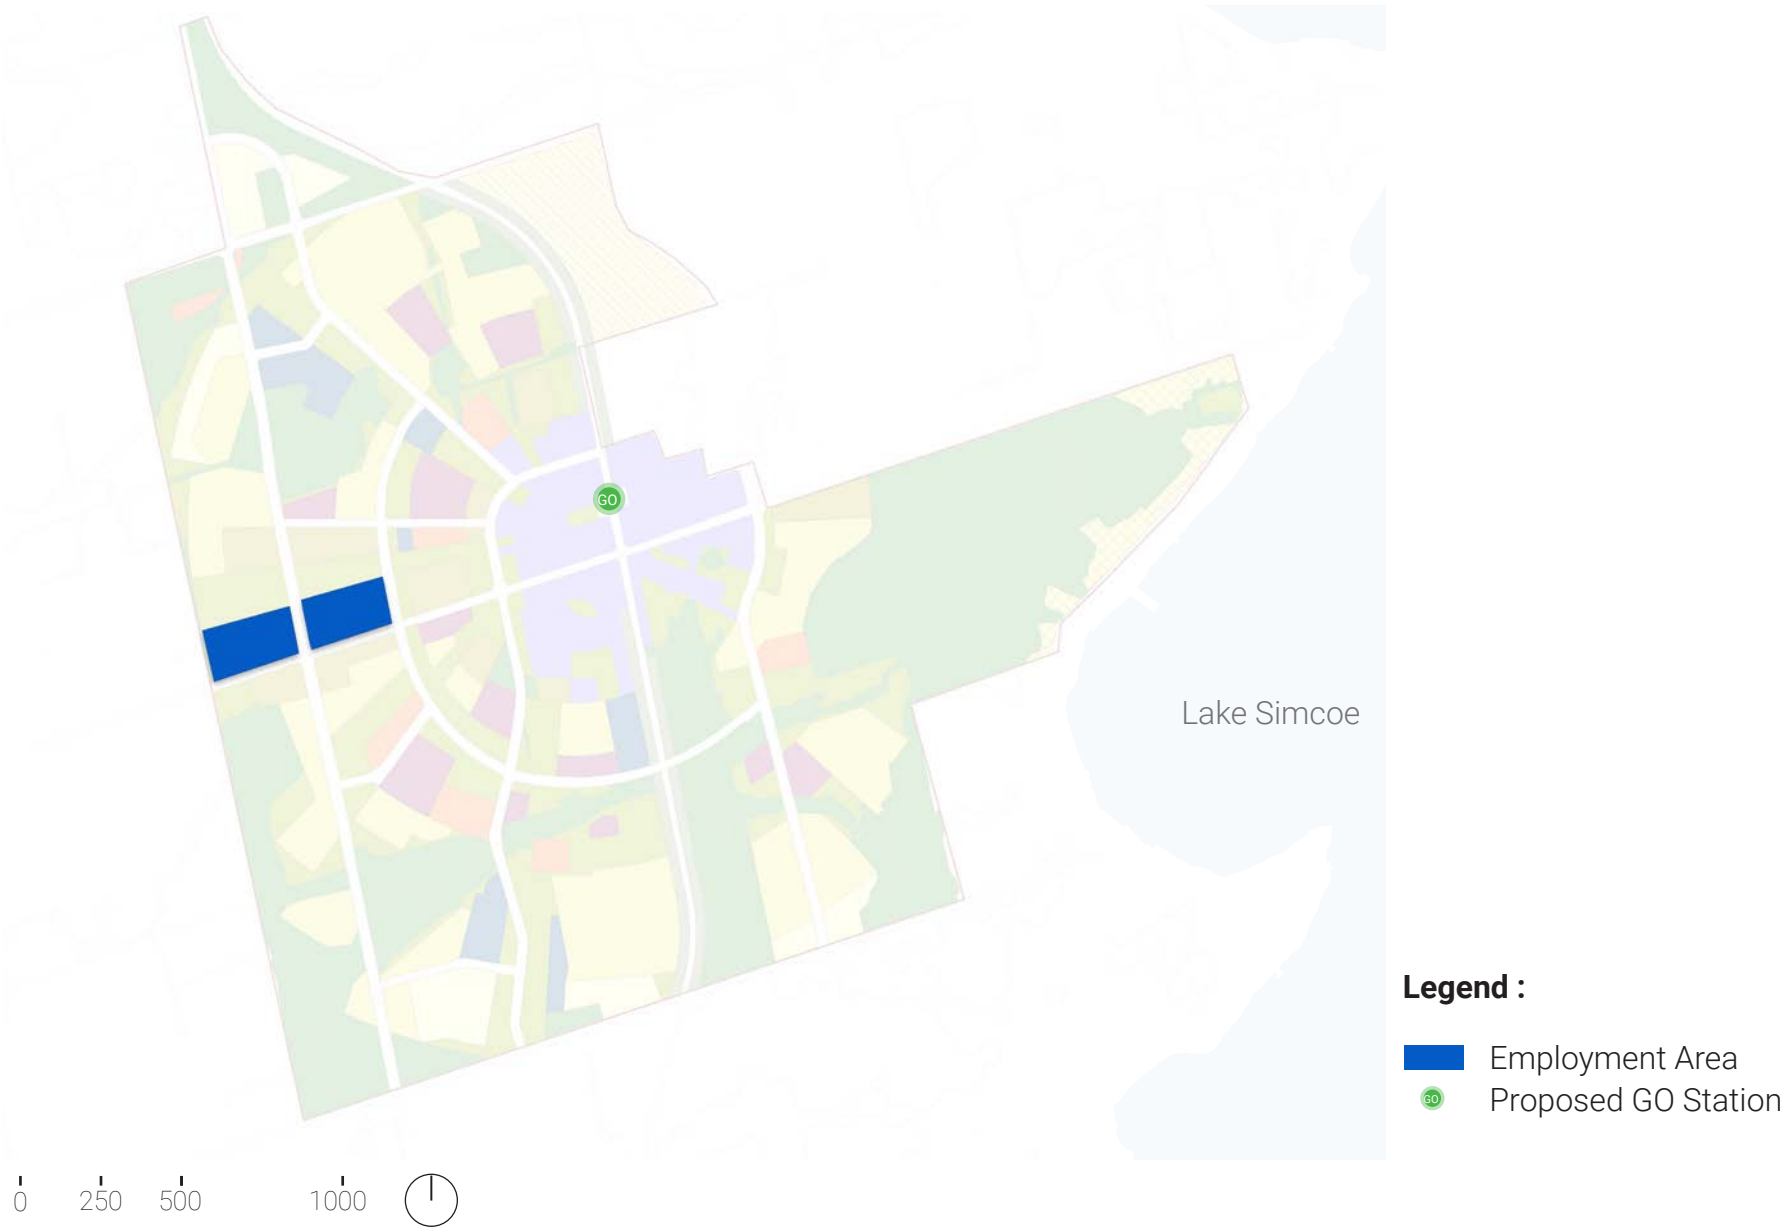 GO
Lake Simcoe
Legend :
Employment Area
GO Proposed GO Station
0 250 500 1000